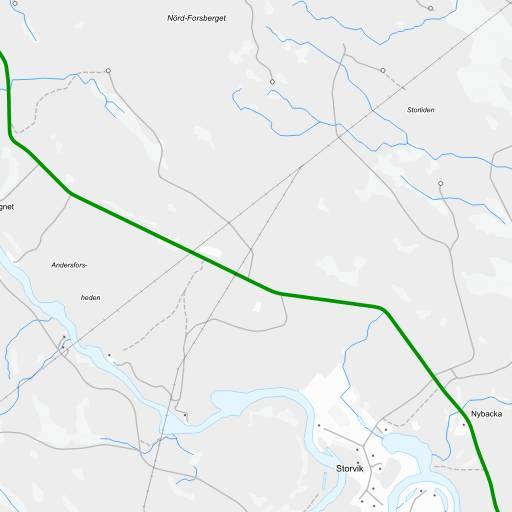 Nörd-Forsberget
Storliden
gnet
Andersfors-
heden
Nybacka
Storvik